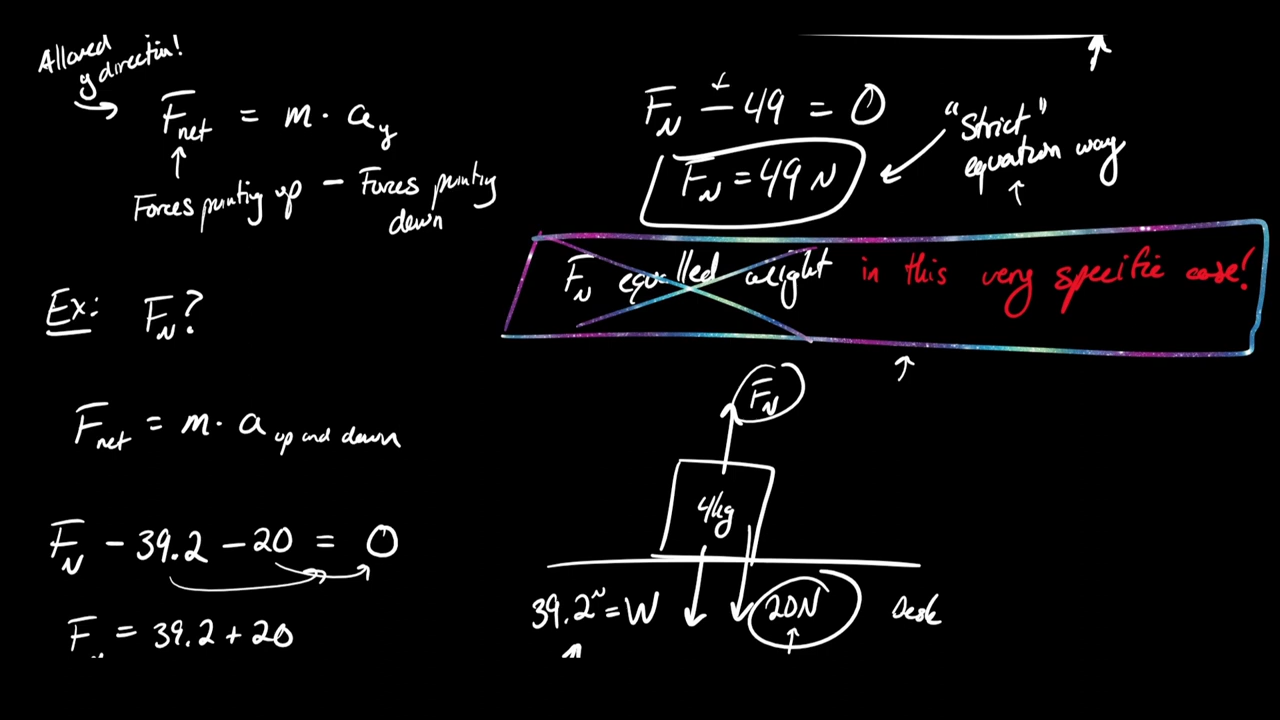 Allowed
y direction!
F_net = m · a_y
Forces pointing up − Forces pointing
down
Ex: F_N?
F_net = m · a up and down
F_N − 39.2 − 20 = 0
F_N = 39.2 + 20
F_N − 49 = 0
F_N = 49 N
"Strict"
equation way
F_N equalled weight in this very specific case!
F_N
4kg
39.2 N = W
20N
Desk